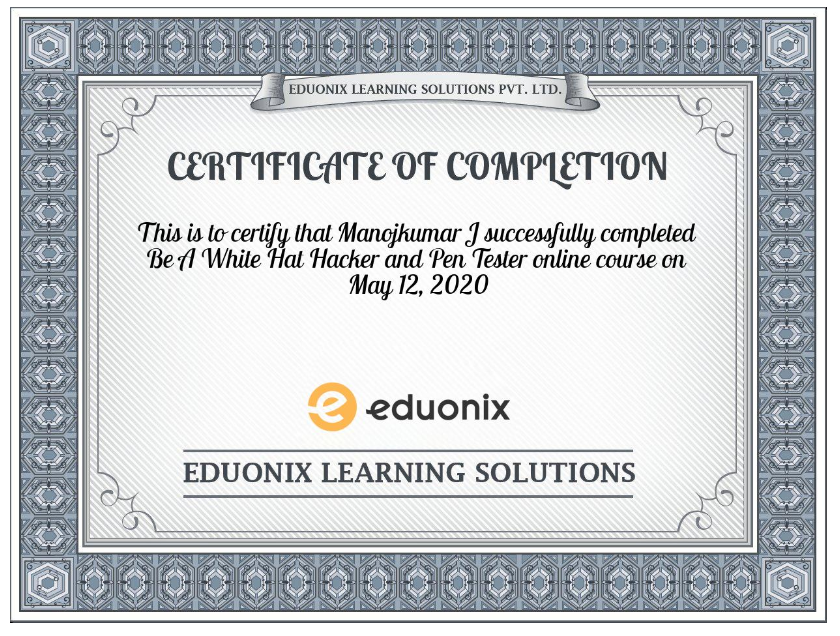 EDUONIX LEARNING SOLUTIONS PVT. LTD.
CERTIFICATE OF COMPLETION
This is to certify that Manojkumar J successfully completed
Be A White Hat Hacker and Pen Tester online course on
May 12, 2020
eduonix
EDUONIX LEARNING SOLUTIONS